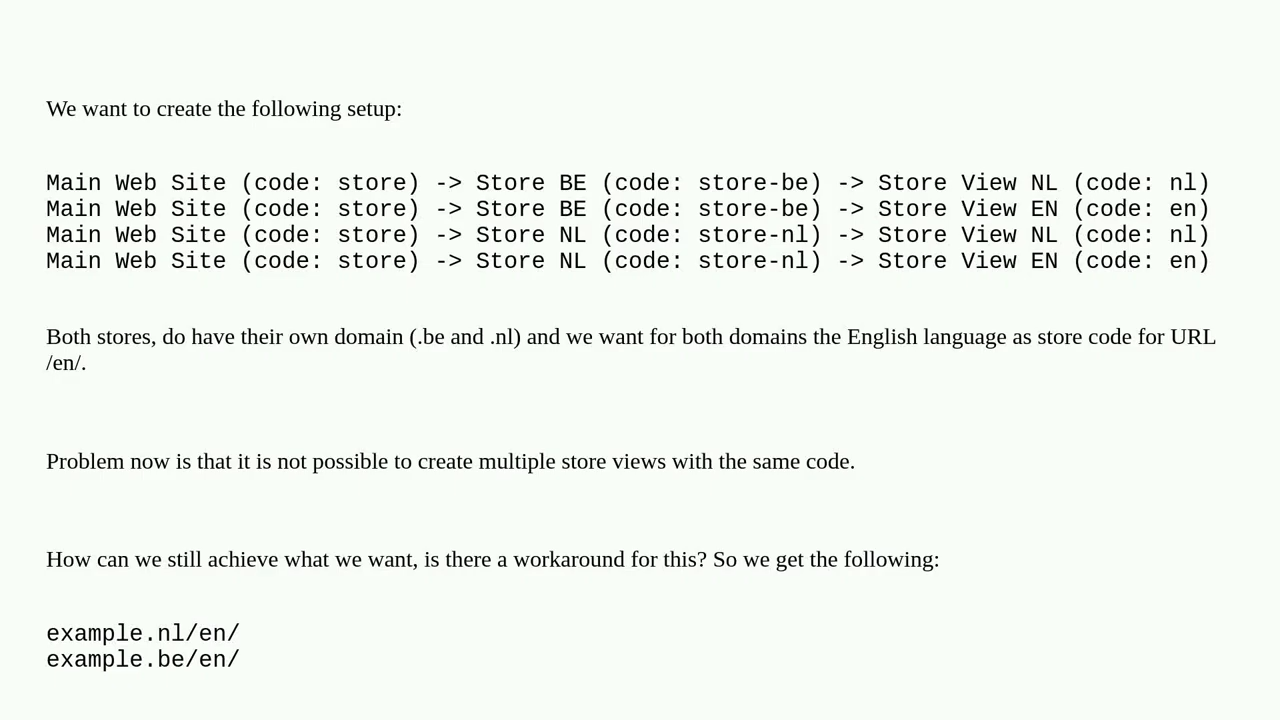 We want to create the following setup:
Main Web Site (code: store) -> Store BE (code: store-be) -> Store View NL (code: nl)
Main Web Site (code: store) -> Store BE (code: store-be) -> Store View EN (code: en)
Main Web Site (code: store) -> Store NL (code: store-nl) -> Store View NL (code: nl)
Main Web Site (code: store) -> Store NL (code: store-nl) -> Store View EN (code: en)
Both stores, do have their own domain (.be and .nl) and we want for both domains the English language as store code for URL
/en/.
Problem now is that it is not possible to create multiple store views with the same code.
How can we still achieve what we want, is there a workaround for this? So we get the following:
example.nl/en/
example.be/en/